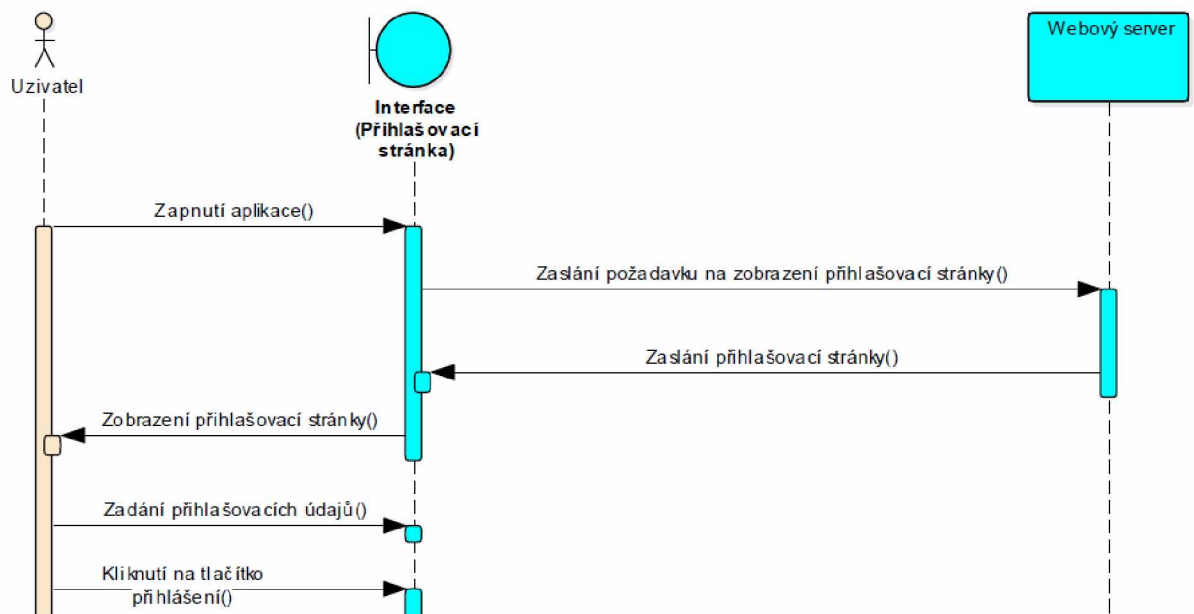 Webový server
Uzivatel
Interface
(Přihlašovací
stránka)
Zapnutí aplikace()
Zaslání požadavku na zobrazení přihlašovací stránky()
Zaslání přihlašovací stránky()
Zobrazení přihlašovací stránky()
Zadání přihlašovacích údajů()
Kliknutí na tlačítko
přihlášení()